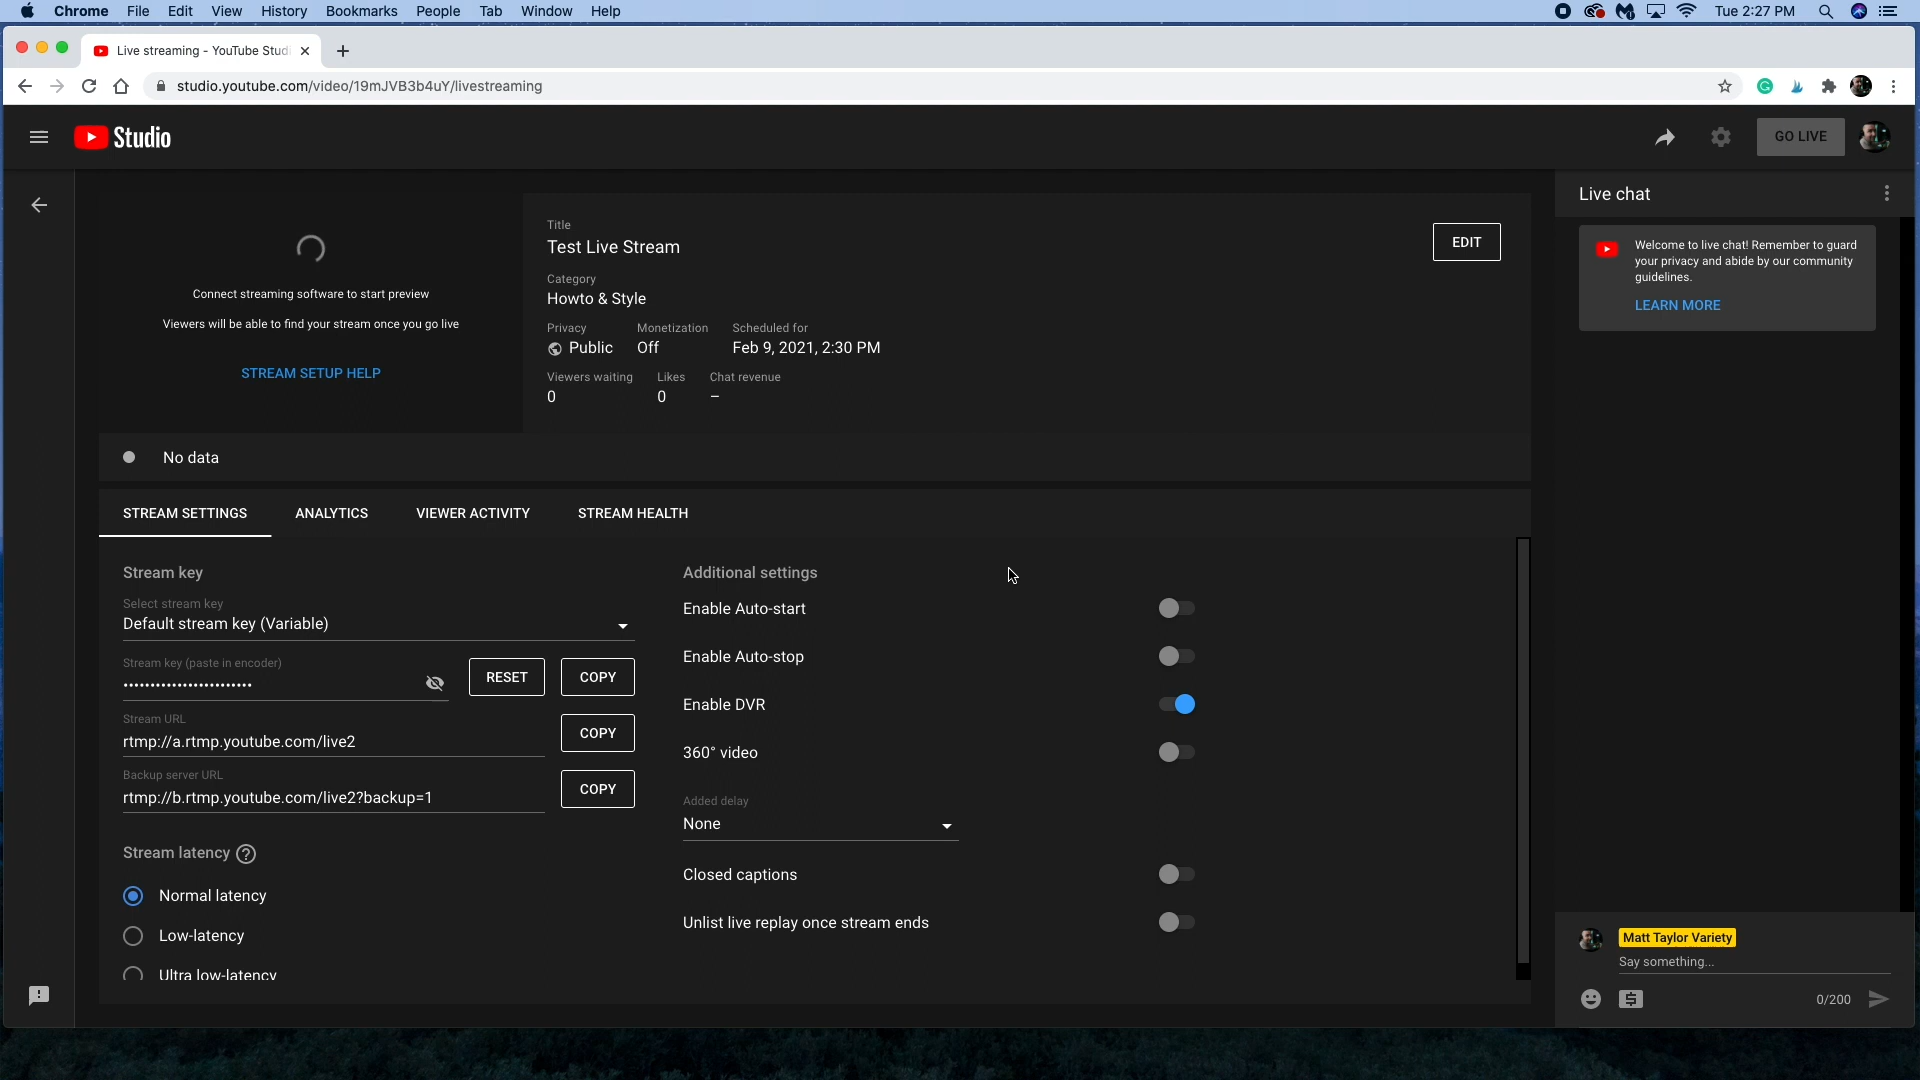 Chrome File Edit View History Bookmarks People Tab Window Help Tue 2:27 PM
Live streaming - YouTube Studi
studio.youtube.com/video/19mJVB3b4uY/livestreaming
Studio
GO LIVE
Connect streaming software to start preview
Viewers will be able to find your stream once you go live
STREAM SETUP HELP
Title
Test Live Stream
EDIT
Category
Howto & Style
Privacy Monetization Scheduled for
Public Off Feb 9, 2021, 2:30 PM
Viewers waiting Likes Chat revenue
0 0 –
No data
STREAM SETTINGS ANALYTICS VIEWER ACTIVITY STREAM HEALTH
Stream key
Select stream key
Default stream key (Variable)
Stream key (paste in encoder)
••••••••••••••••••••••••
RESET COPY
Stream URL
rtmp://a.rtmp.youtube.com/live2
COPY
Backup server URL
rtmp://b.rtmp.youtube.com/live2?backup=1
COPY
Stream latency
Normal latency
Low-latency
Ultra low-latency
Additional settings
Enable Auto-start
Enable Auto-stop
Enable DVR
360° video
Added delay
None
Closed captions
Unlist live replay once stream ends
Live chat
Welcome to live chat! Remember to guard
your privacy and abide by our community
guidelines.
LEARN MORE
Matt Taylor Variety
Say something...
0/200